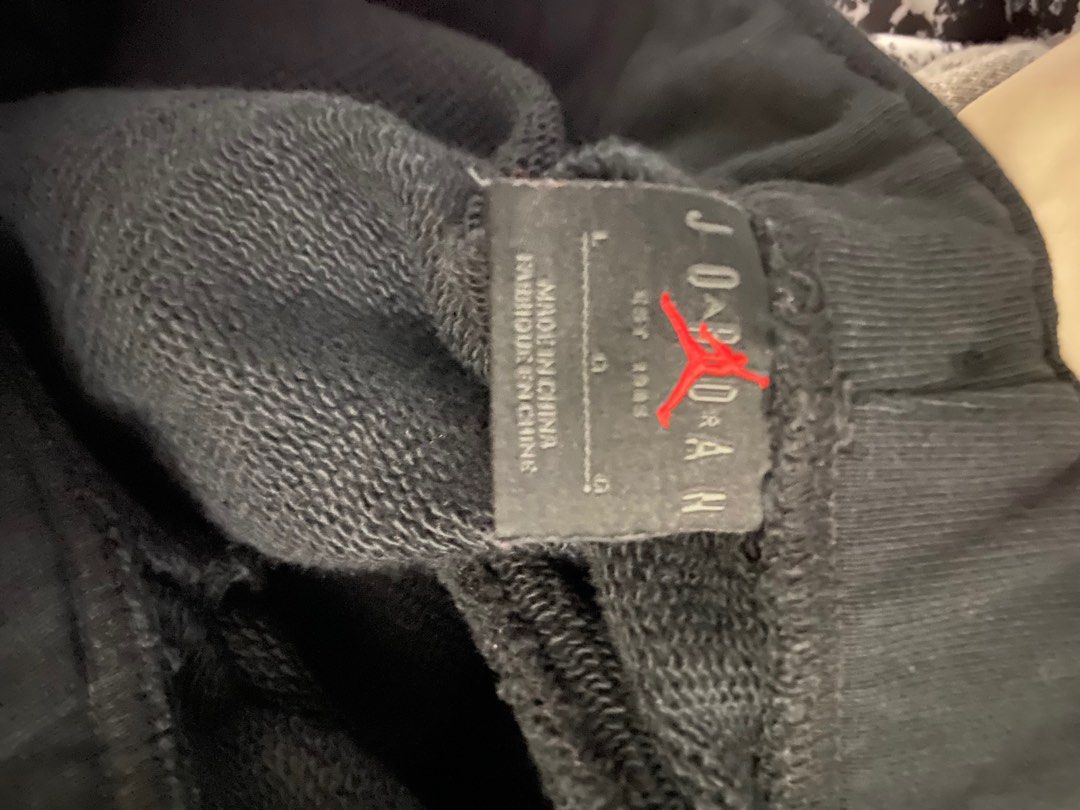 JORDAN
EST 1985
L G G
MADE IN CHINA
FABRIQUE EN CHINE